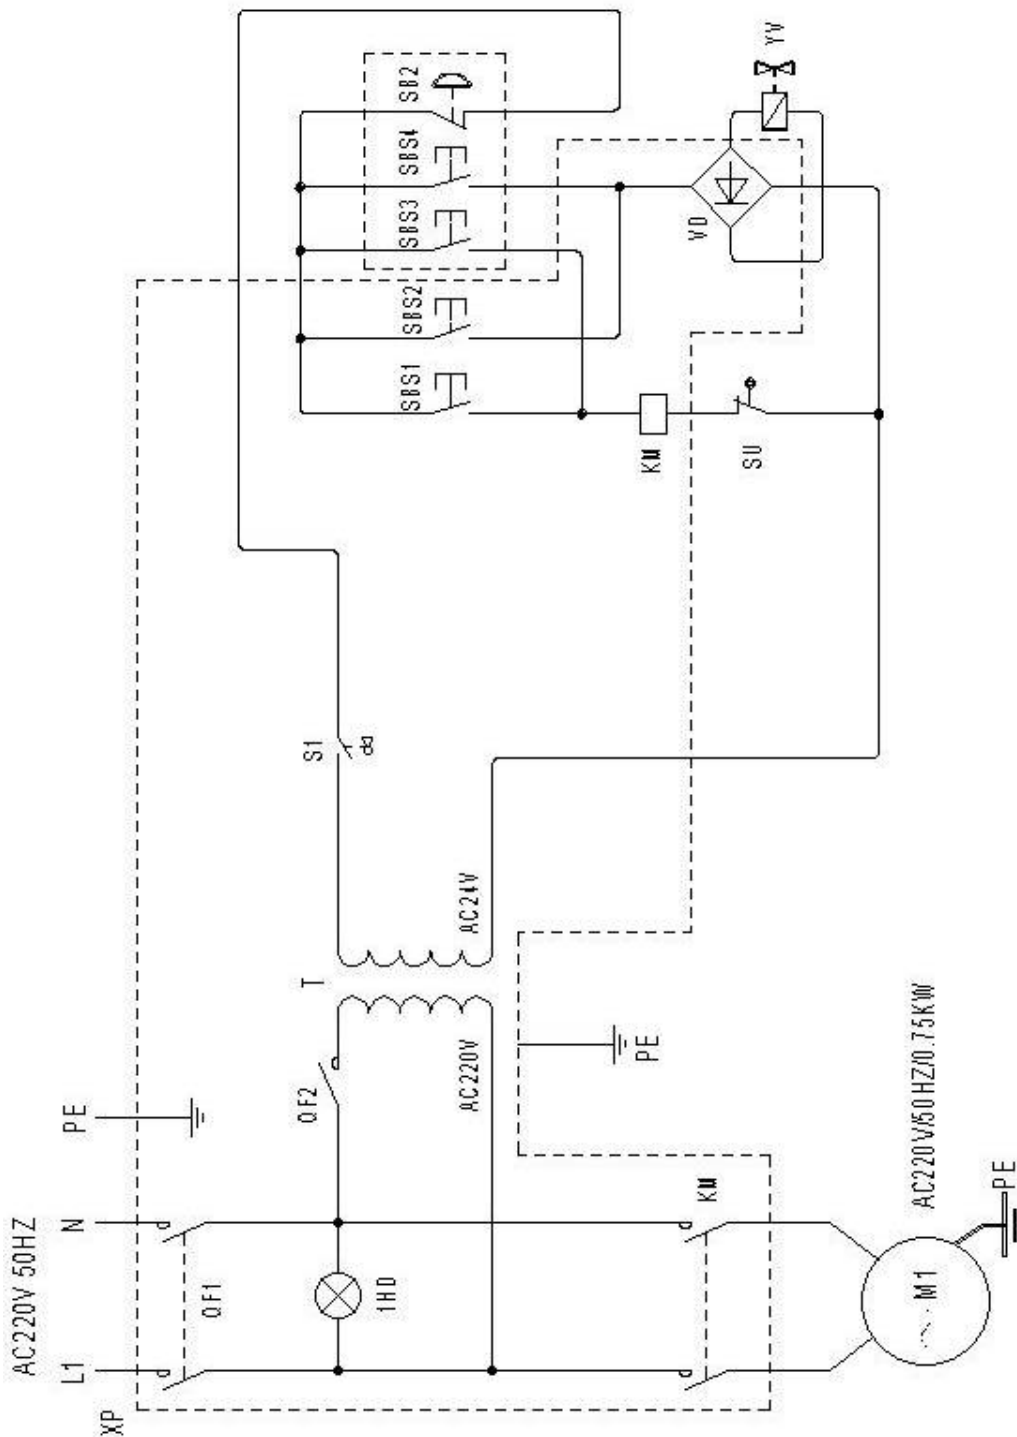 AC220V 50HZ
L1
N
PE
XP
QF1
1HD
QF2
T
AC220V
AC24V
S1
PE
KM
M1
AC220V/50HZ/0.75KW
PE
SBS1
SBS2
SBS3
SBS4
SB2
KM
SU
VD
YV